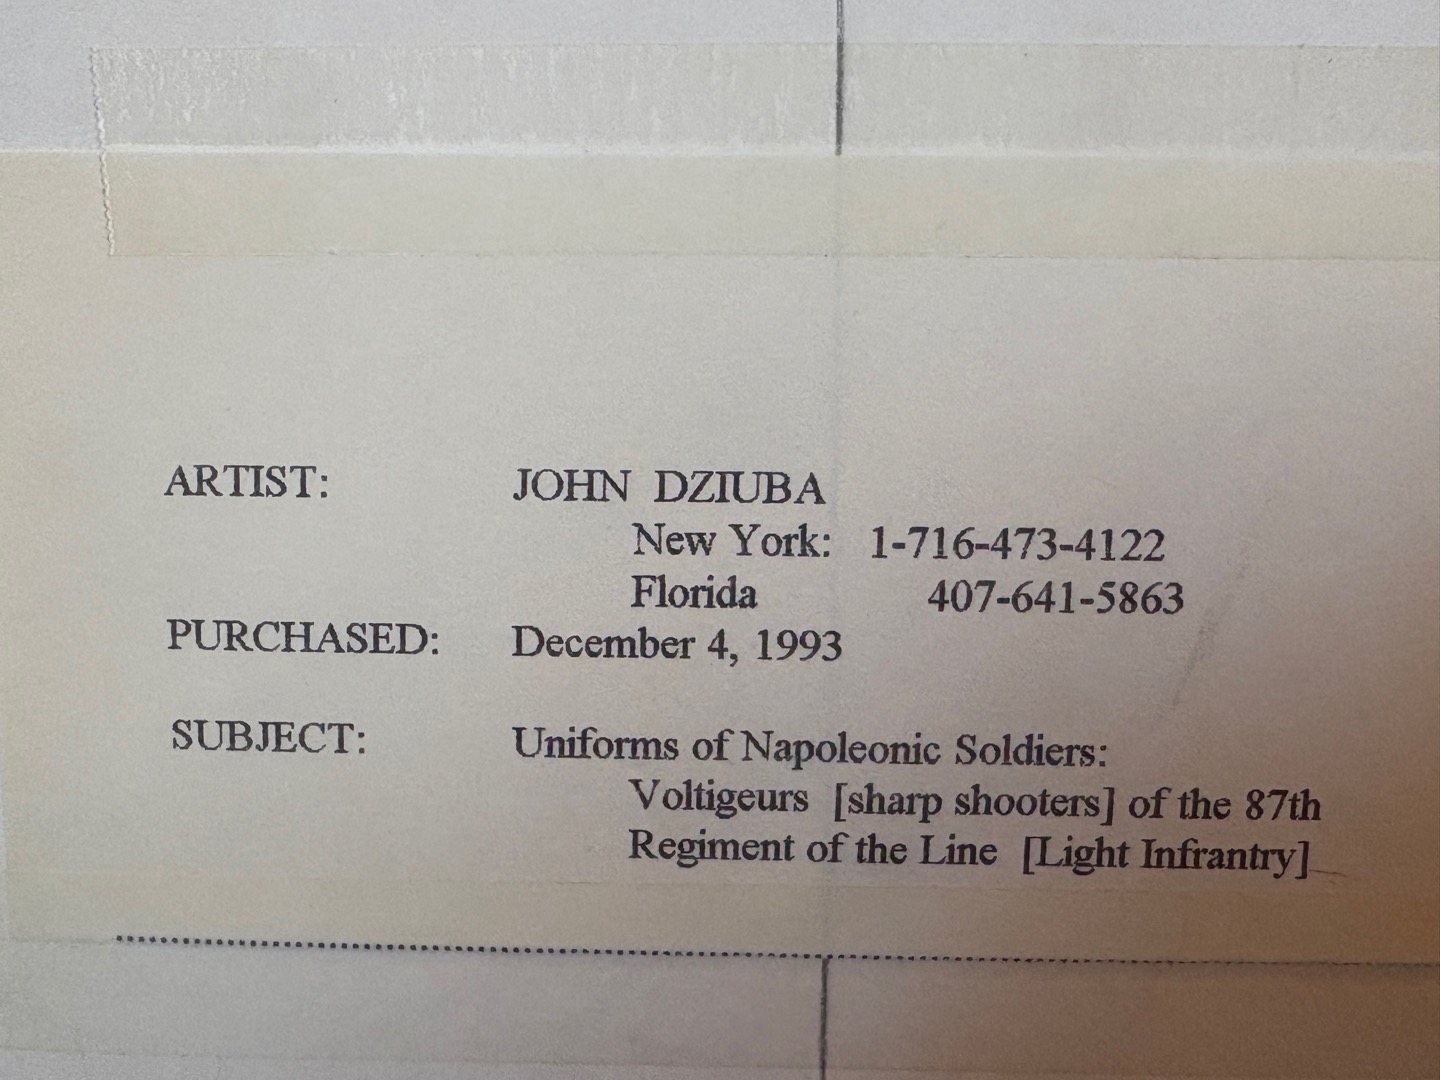 ARTIST: JOHN DZIUBA
New York: 1-716-473-4122
Florida 407-641-5863
PURCHASED: December 4, 1993
SUBJECT: Uniforms of Napoleonic Soldiers:
Voltigeurs [sharp shooters] of the 87th
Regiment of the Line [Light Infrantry]